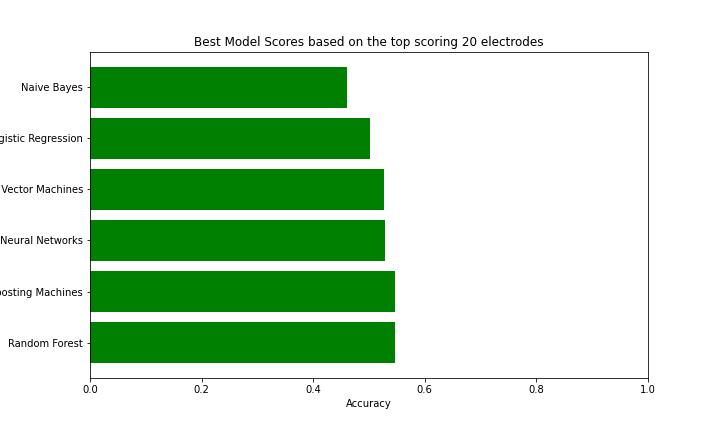 Best Model Scores based on the top scoring 20 electrodes
Naive Bayes
gistic Regression
Vector Machines
Neural Networks
osting Machines
Random Forest
0.0 0.2 0.4 0.6 0.8 1.0
Accuracy